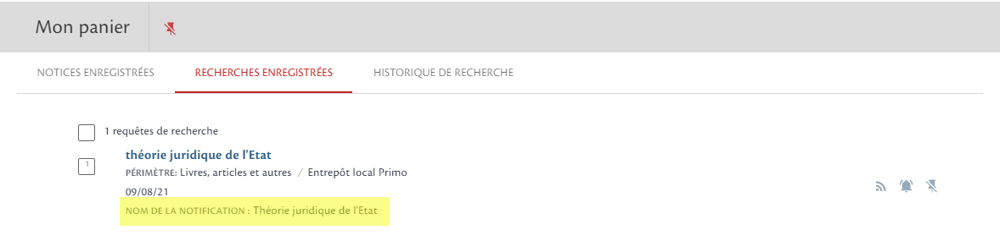 Mon panier
NOTICES ENREGISTRÉES RECHERCHES ENREGISTRÉES HISTORIQUE DE RECHERCHE
1 requêtes de recherche
1
théorie juridique de l'Etat
PÉRIMÈTRE: Livres, articles et autres / Entrepôt local Primo
09/08/21
NOM DE LA NOTIFICATION : Théorie juridique de l'Etat